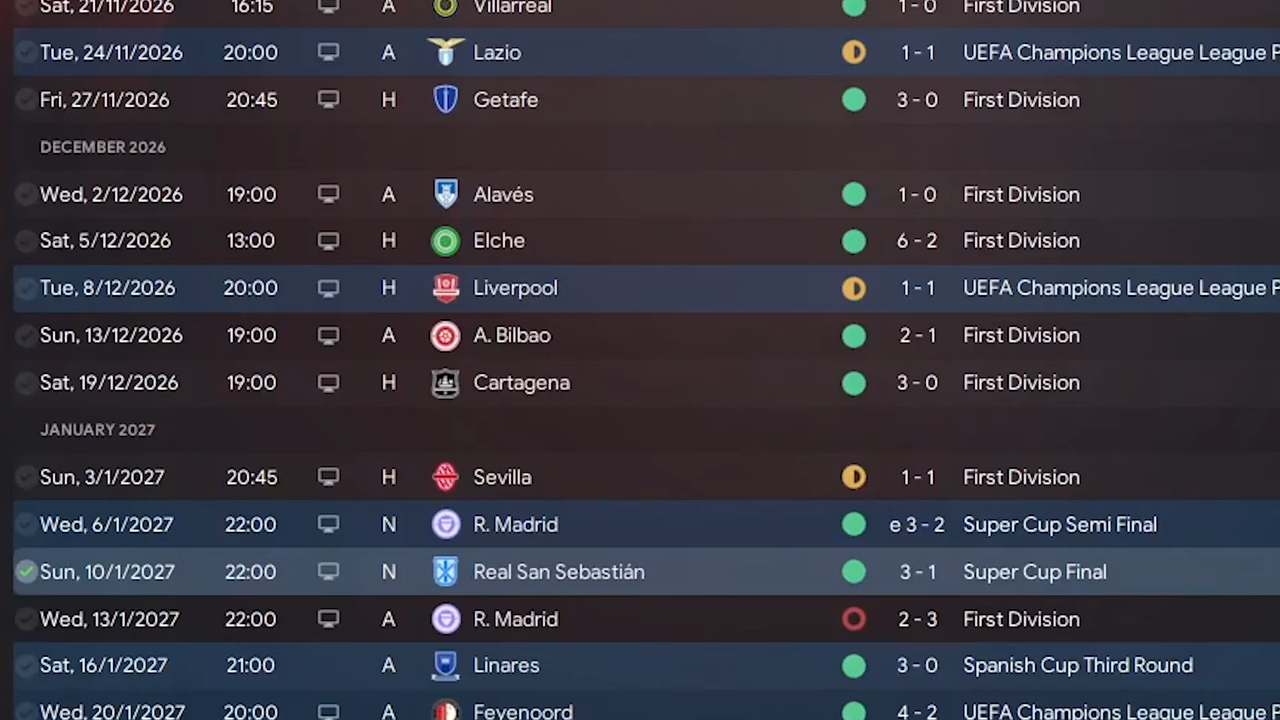 Sat, 21/11/2026 16:15 A Villarreal 1 - 0 First Division
Tue, 24/11/2026 20:00 A Lazio 1 - 1 UEFA Champions League League P
Fri, 27/11/2026 20:45 H Getafe 3 - 0 First Division
DECEMBER 2026
Wed, 2/12/2026 19:00 A Alavés 1 - 0 First Division
Sat, 5/12/2026 13:00 H Elche 6 - 2 First Division
Tue, 8/12/2026 20:00 H Liverpool 1 - 1 UEFA Champions League League P
Sun, 13/12/2026 19:00 A A. Bilbao 2 - 1 First Division
Sat, 19/12/2026 19:00 H Cartagena 3 - 0 First Division
JANUARY 2027
Sun, 3/1/2027 20:45 H Sevilla 1 - 1 First Division
Wed, 6/1/2027 22:00 N R. Madrid e 3 - 2 Super Cup Semi Final
Sun, 10/1/2027 22:00 N Real San Sebastián 3 - 1 Super Cup Final
Wed, 13/1/2027 22:00 A R. Madrid 2 - 3 First Division
Sat, 16/1/2027 21:00 A Linares 3 - 0 Spanish Cup Third Round
Wed, 20/1/2027 20:00 A Feyenoord 4 - 2 UEFA Champions League League P